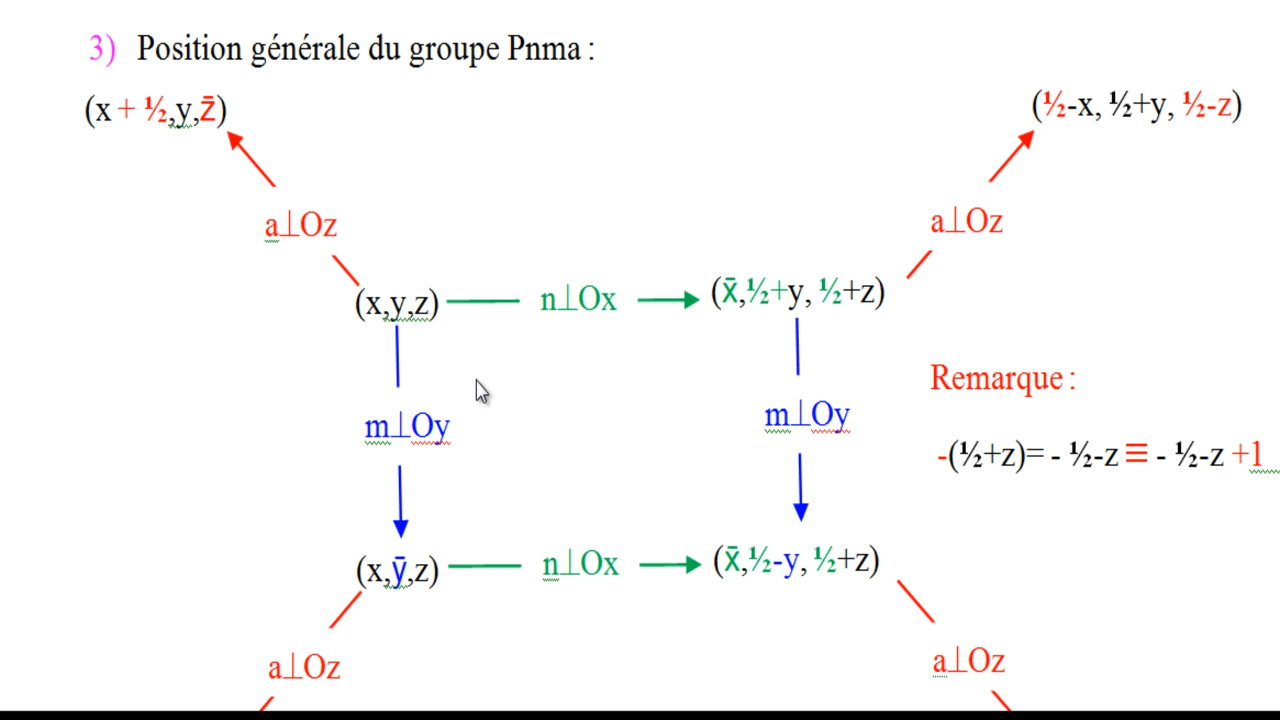 3) Position générale du groupe Pnma :
(x + ½,y,z̄)
(½-x, ½+y, ½-z)
a⊥Oz
a⊥Oz
(x,y,z)
n⊥Ox
(x̄,½+y, ½+z)
m⊥Oy
m⊥Oy
Remarque :
-(½+z)= - ½-z ≡ - ½-z +1
(x,ȳ,z)
n⊥Ox
(x̄,½-y, ½+z)
a⊥Oz
a⊥Oz